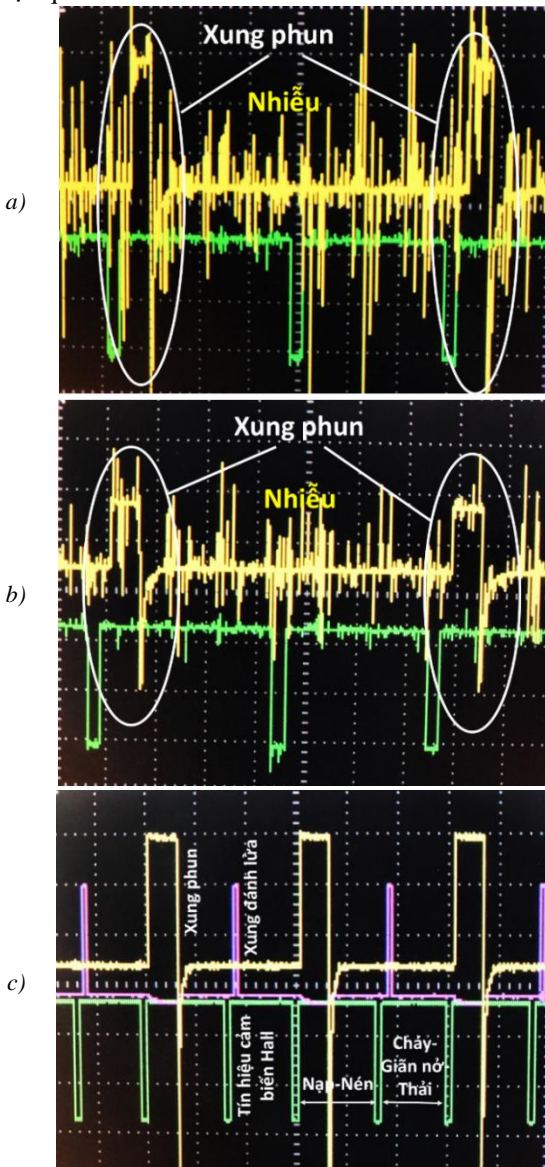 Xung phun
Nhiễu
a)
Xung phun
Nhiễu
b)
Xung phun
Xung đánh lửa
Tín hiệu cảm
biến Hall
Nạp-Nén
Cháy-
Giãn nở
Thải
c)